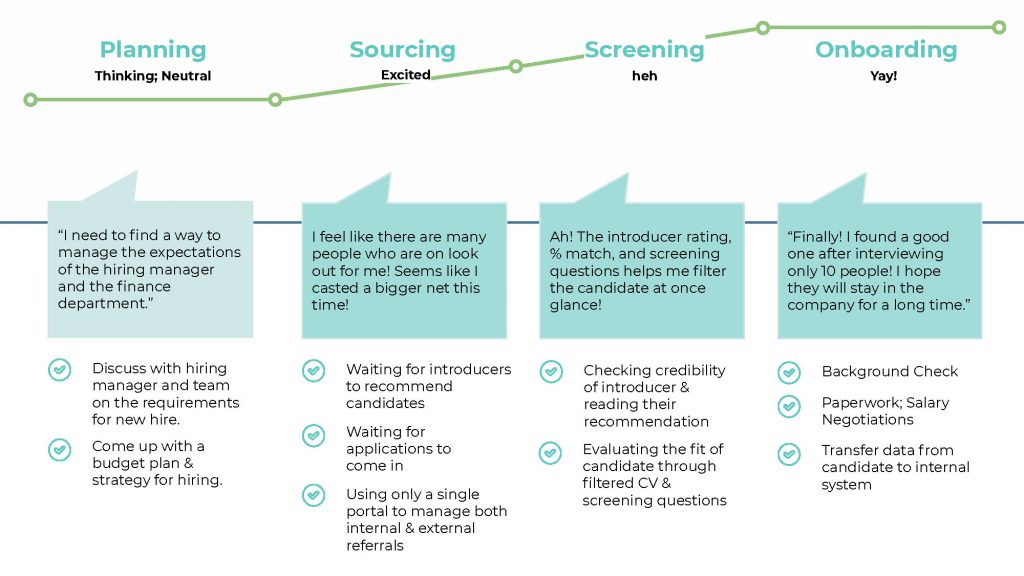 Planning
Thinking; Neutral
Sourcing
Excited
Screening
heh
Onboarding
Yay!
“I need to find a way to
manage the expectations
of the hiring manager
and the finance
department.”
I feel like there are many
people who are on look
out for me! Seems like I
casted a bigger net this
time!
Ah! The introducer rating,
% match, and screening
questions helps me filter
the candidate at once
glance!
“Finally! I found a good
one after interviewing
only 10 people! I hope
they will stay in the
company for a long time.”
Discuss with hiring
manager and team
on the requirements
for new hire.
Come up with a
budget plan &
strategy for hiring.
Waiting for introducers
to recommend
candidates
Waiting for
applications to
come in
Using only a single
portal to manage both
internal & external
referrals
Checking credibility
of introducer &
reading their
recommendation
Evaluating the fit of
candidate through
filtered CV &
screening questions
Background Check
Paperwork; Salary
Negotiations
Transfer data from
candidate to internal
system